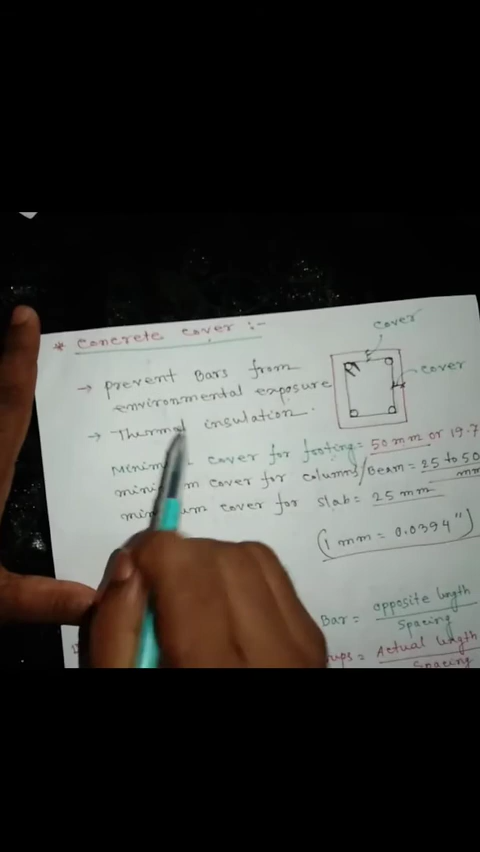 * Concrete cover :-
cover
→ prevent Bars from
environmental exposure
cover
→ Thermal insulation.
cover for footing = 50 mm or 19.7
cover for columns/Beam = 25 to 50
mm
cover for slab = 25 mm
(1 mm = 0.0394")
Bar = opposite length
Spacing
= Actual length
Spacing